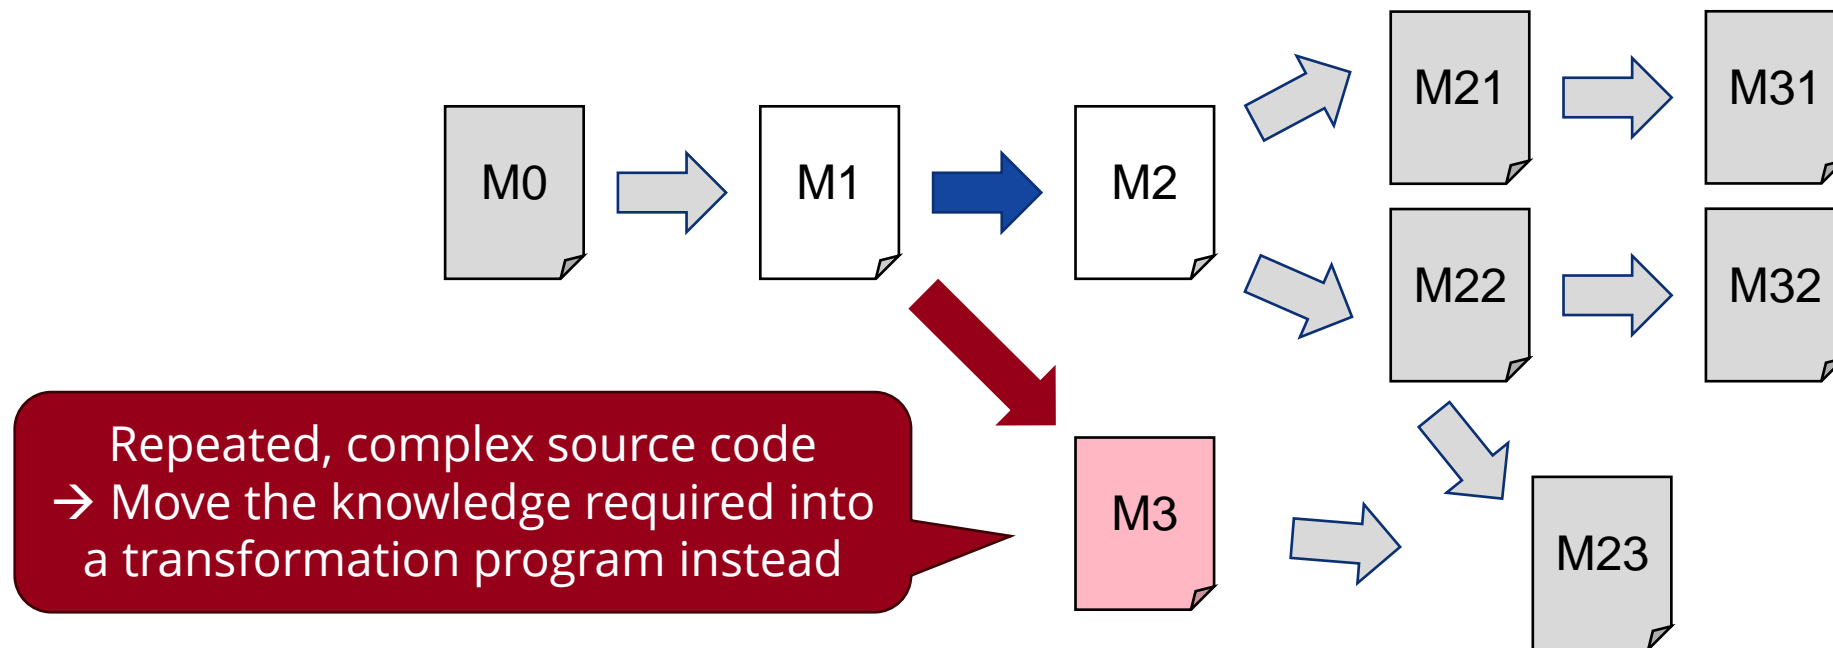 M0
M1
M2
M21
M31
M22
M32
Repeated, complex source code
→ Move the knowledge required into
a transformation program instead
M3
M23